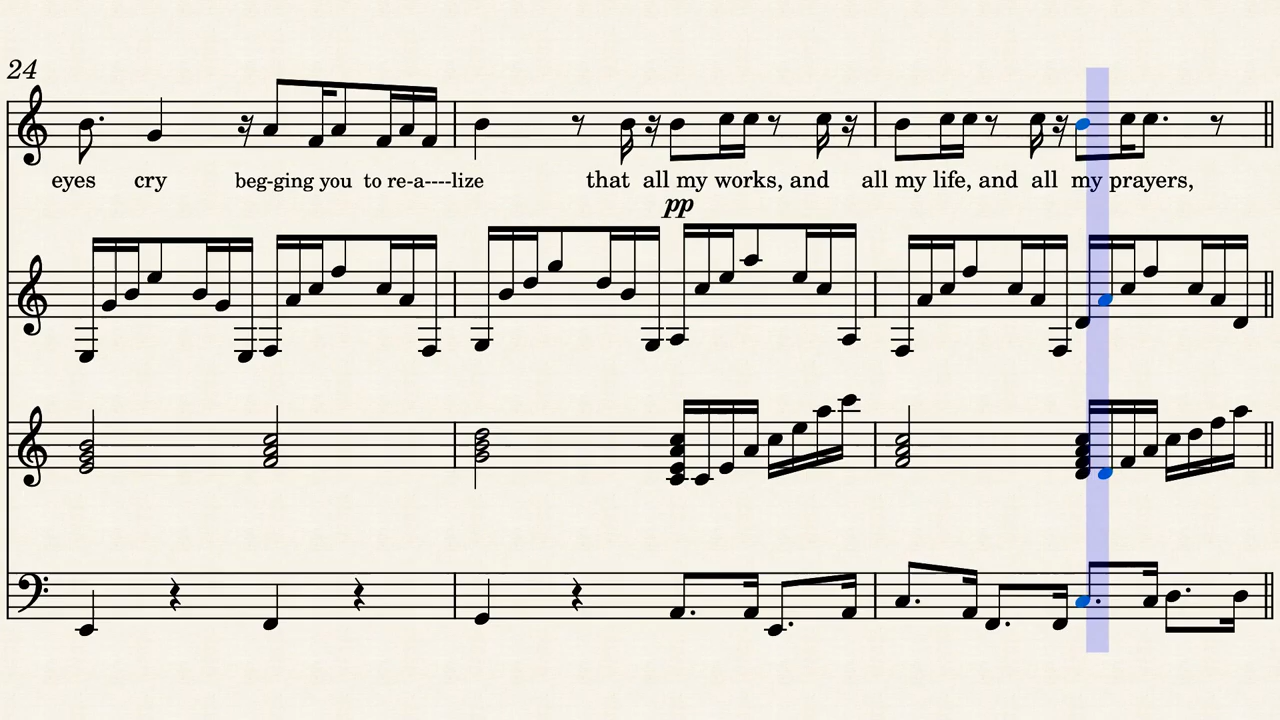 24
eyes cry beg-ging you to re-a----lize that all my works, and all my life, and all my prayers,
pp